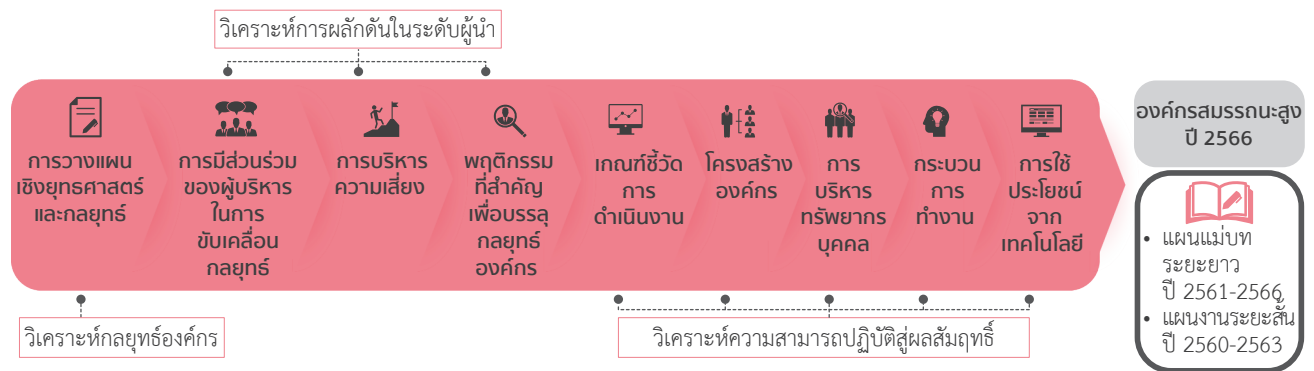 วิเคราะห์การผลักดันในระดับผู้นำ
การวางแผน
เชิงยุทธศาสตร์
และกลยุทธ์
การมีส่วนร่วม
ของผู้บริหาร
ในการ
ขับเคลื่อน
กลยุทธ์
การบริหาร
ความเสี่ยง
พฤติกรรม
ที่สำคัญ
เพื่อบรรลุ
กลยุทธ์
องค์กร
เกณฑ์ชี้วัด
การ
ดำเนินงาน
โครงสร้าง
องค์กร
การ
บริหาร
ทรัพยากร
บุคคล
กระบวน
การ
ทำงาน
การใช้
ประโยชน์
จาก
เทคโนโลยี
องค์กรสมรรถนะสูง
ปี 2566
• แผนแม่บท
ระยะยาว
ปี 2561-2566
• แผนงานระยะสั้น
ปี 2560-2563
วิเคราะห์กลยุทธ์องค์กร
วิเคราะห์ความสามารถปฏิบัติสู่ผลสัมฤทธิ์